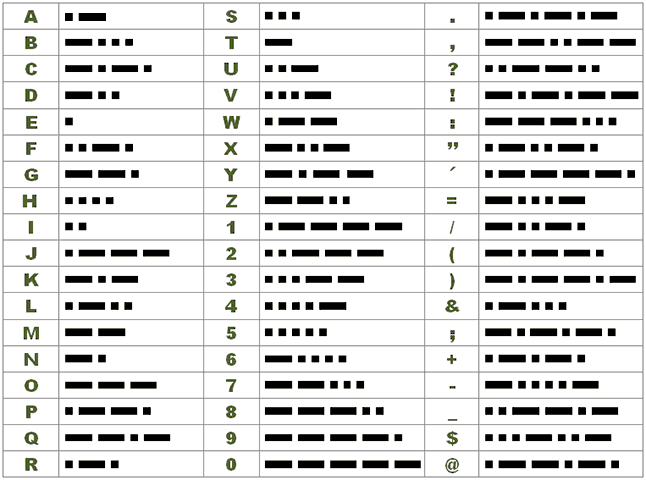 A .- S ... . .-.-.-
B -... T - , --..--
C -.-. U ..- ? ..--..
D -.. V ...- ! -.-.--
E . W .-- : ---...
F ..-. X -..- ” .-..-.
G --. Y -.-- ´ .----.
H .... Z --.. = -...-
I .. 1 .---- / -..-.
J .--- 2 ..--- ( -.--.
K -.- 3 ...-- ) -.--.-
L .-.. 4 ....- & .-...
M -- 5 ..... ; -.-.-.
N -. 6 -.... + .-.-.
O --- 7 --... - -....-
P .--. 8 ---.. _ ..--.-
Q --.- 9 ----. $ ...-..-
R .-. 0 ----- @ .--.-.